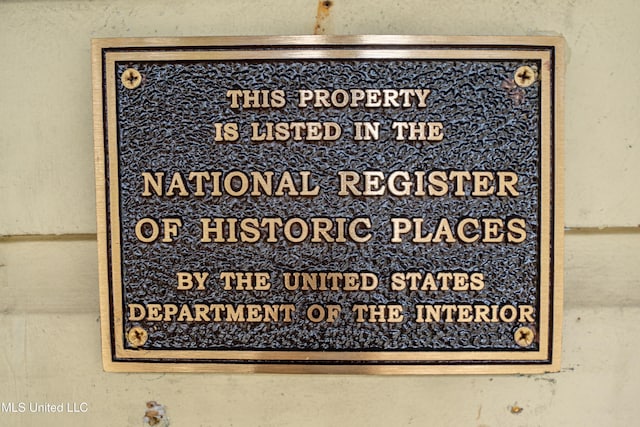 THIS PROPERTY
IS LISTED IN THE
NATIONAL REGISTER
OF HISTORIC PLACES
BY THE UNITED STATES
DEPARTMENT OF THE INTERIOR
MLS United LLC